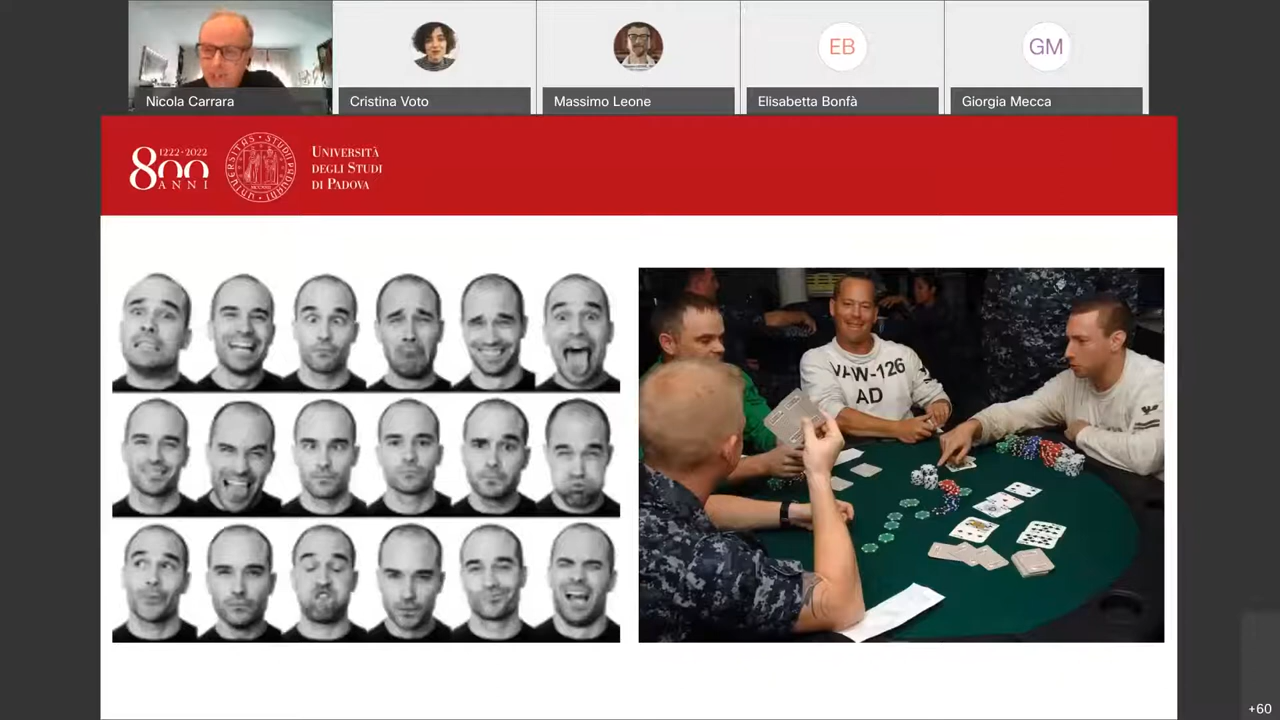 EB
GM
Nicola Carrara
Cristina Voto
Massimo Leone
Elisabetta Bonfà
Giorgia Mecca
1222·2022
800
ANNI
UNIVERSITÀ
DEGLI STUDI
DI PADOVA
VAW-126
AD
+60